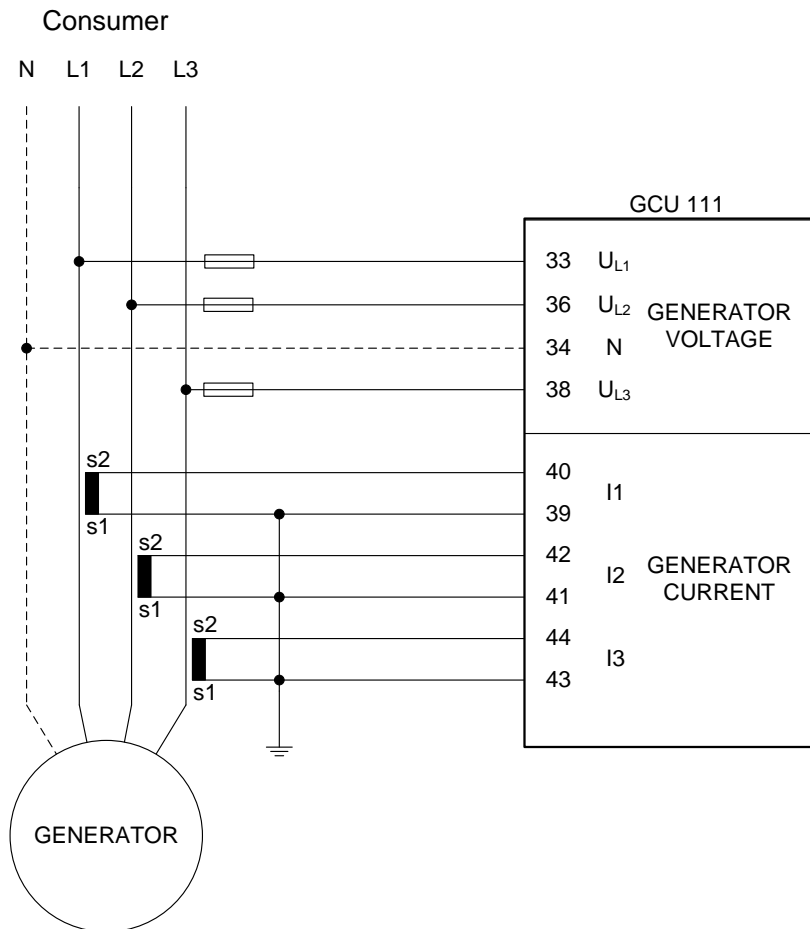 Consumer
N L1 L2 L3
GCU 111
33 UL1
36 UL2
34 N
38 UL3
GENERATOR
VOLTAGE
s2
s1
40
39
I1
s2
s1
42
41
I2
GENERATOR
CURRENT
s2
s1
44
43
I3
GENERATOR